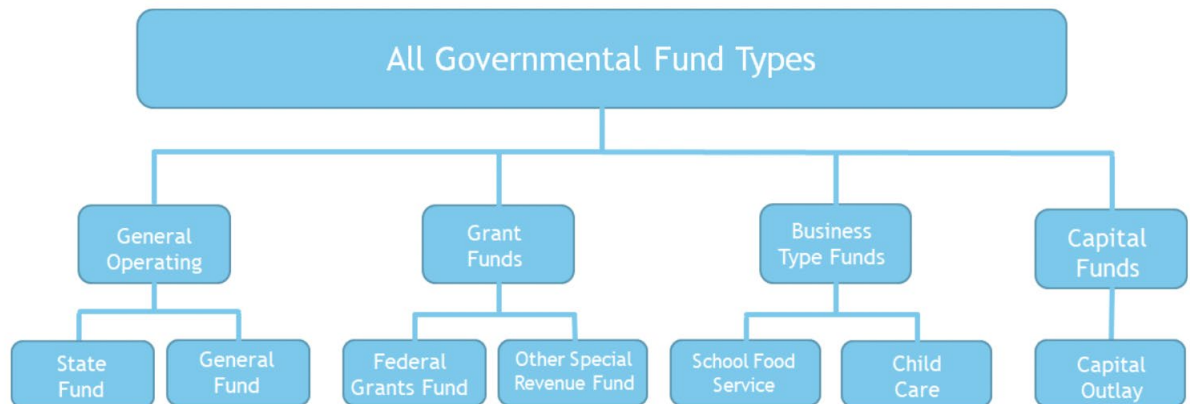 All Governmental Fund Types
General
Operating
Grant
Funds
Business
Type Funds
Capital
Funds
State
Fund
General
Fund
Federal
Grants Fund
Other Special
Revenue Fund
School Food
Service
Child
Care
Capital
Outlay